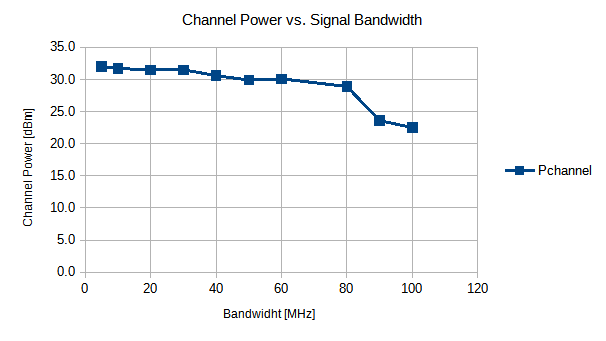 Channel Power vs. Signal Bandwidth
35.0
30.0
25.0
20.0
15.0
10.0
5.0
0.0
Channel Power [dBm]
0 20 40 60 80 100 120
Bandwidht [MHz]
Pchannel